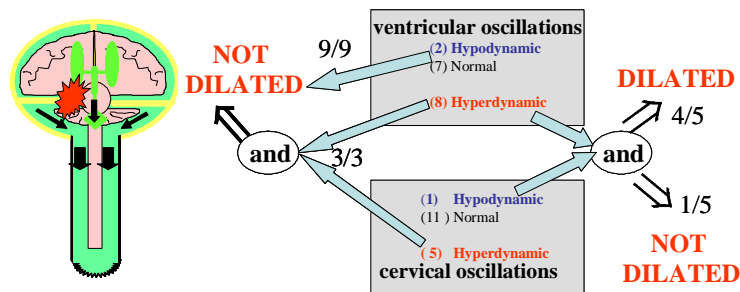 ventricular oscillations
(2) Hypodynamic
(7) Normal
(8) Hyperdynamic
9/9
NOT
DILATED
and
3/3
DILATED
4/5
and
1/5
NOT
DILATED
(1) Hypodynamic
(11 ) Normal
( 5) Hyperdynamic
cervical oscillations